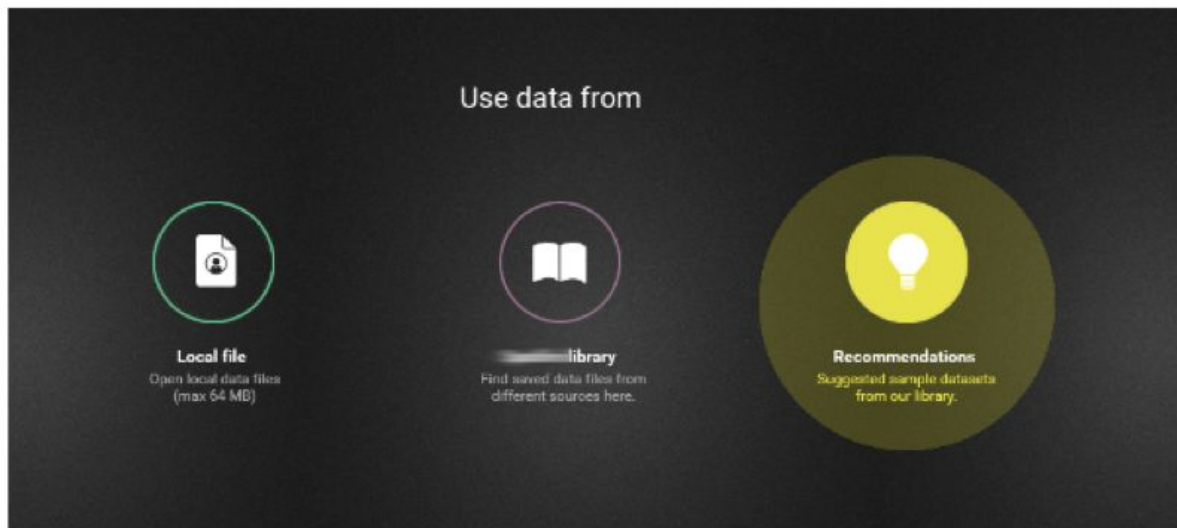 Use data from
Local file
Open local data files
(max 64 MB)
library
Find saved data files from
different sources here.
Recommendations
Suggested sample datasets
from our library.